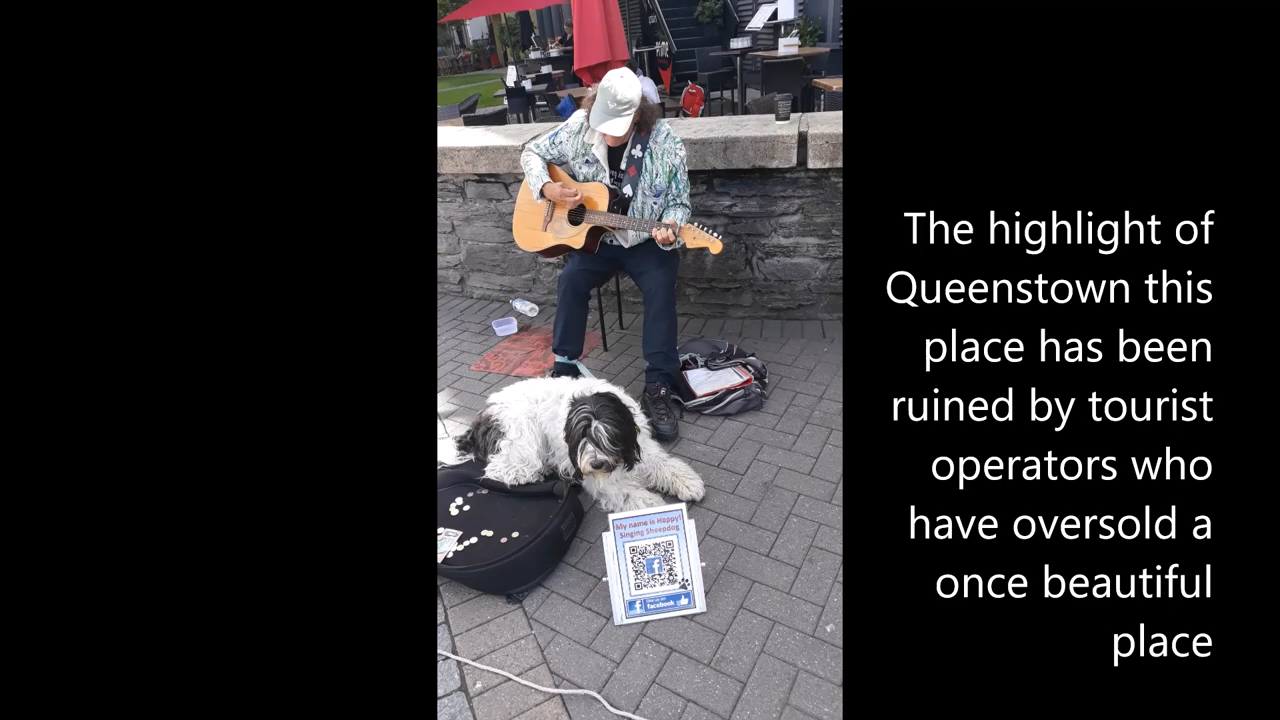 The highlight of
Queenstown this
place has been
ruined by tourist
operators who
have oversold a
once beautiful
place
My name is Happy!
Singing Sheepdog
facebook